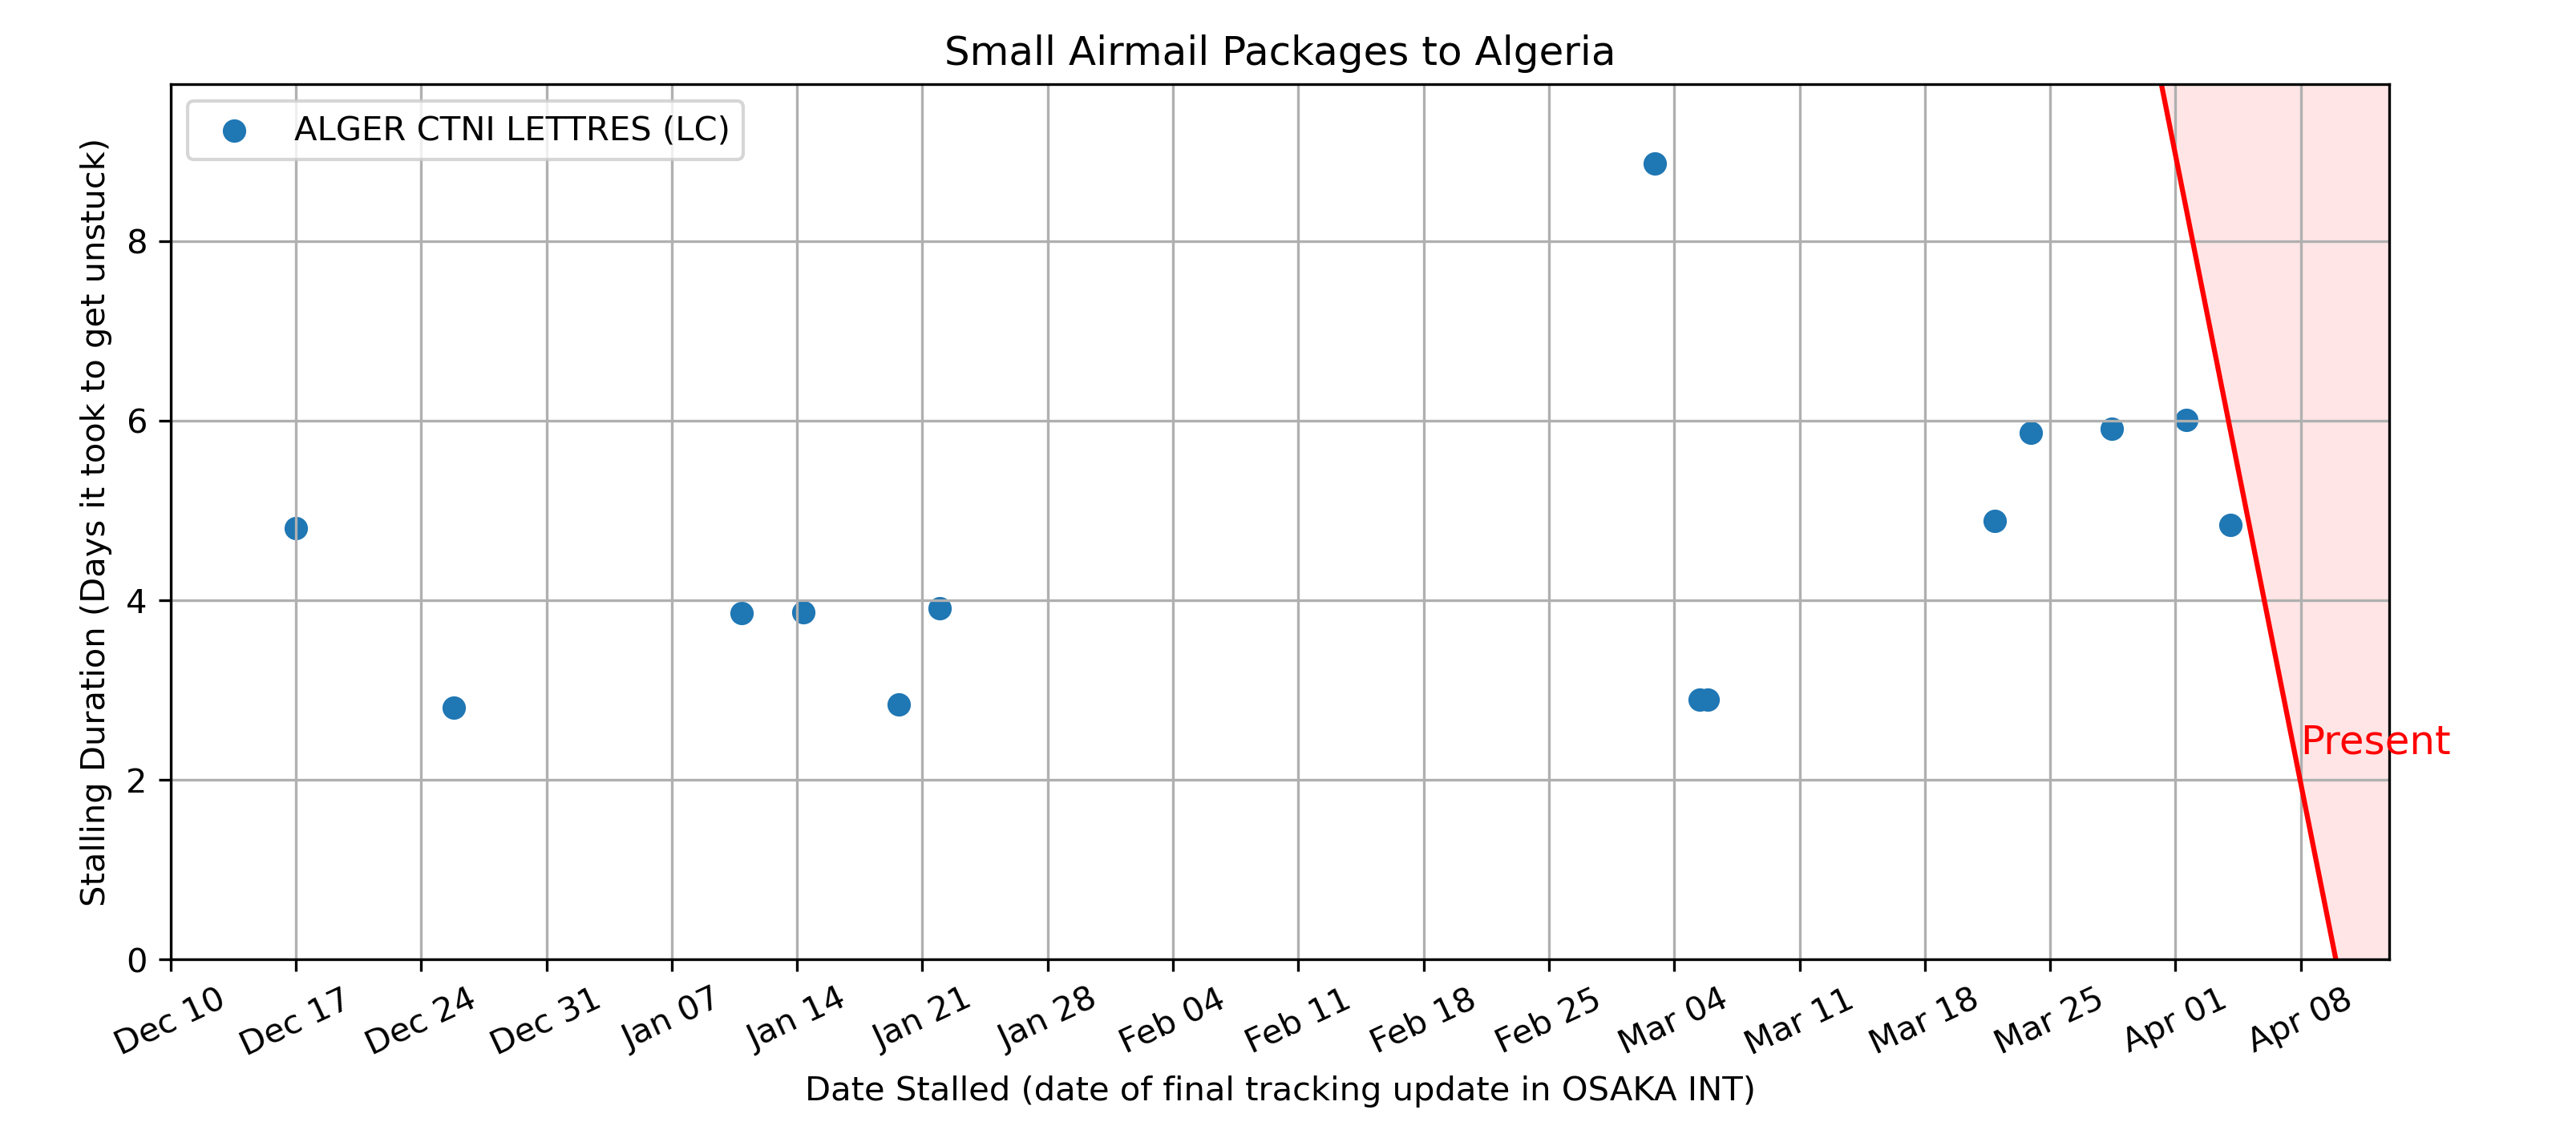 Small Airmail Packages to Algeria
ALGER CTNI LETTRES (LC)
Stalling Duration (Days it took to get unstuck)
8
6
4
2
0
Present
Dec 10 Dec 17 Dec 24 Dec 31 Jan 07 Jan 14 Jan 21 Jan 28 Feb 04 Feb 11 Feb 18 Feb 25 Mar 04 Mar 11 Mar 18 Mar 25 Apr 01 Apr 08
Date Stalled (date of final tracking update in OSAKA INT)